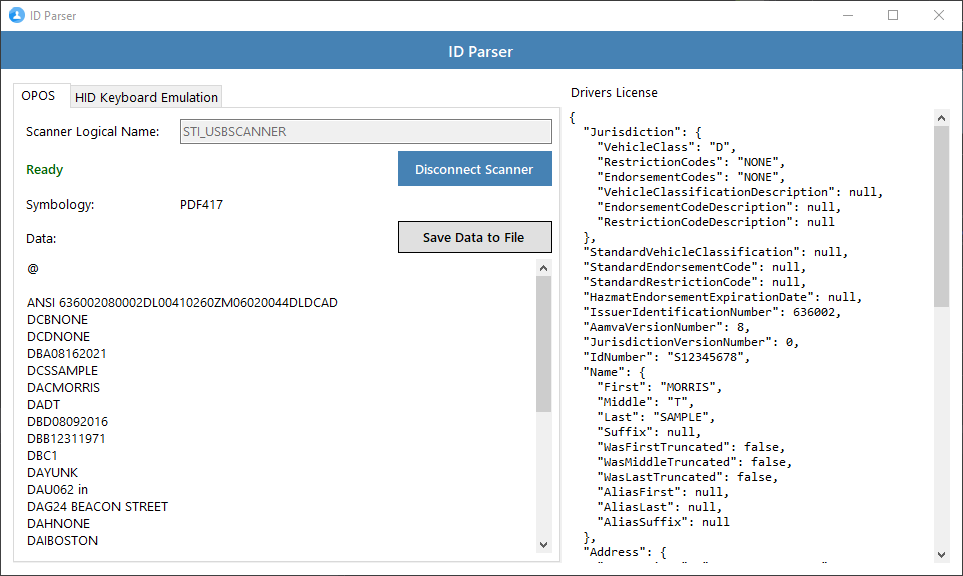 ID Parser
ID Parser
OPOS
HID Keyboard Emulation
Scanner Logical Name:
STI_USBSCANNER
Ready
Disconnect Scanner
Symbology:
PDF417
Data:
Save Data to File
@
ANSI 636002080002DL00410260ZM06020044DLDCAD
DCBNONE
DCDNONE
DBA08162021
DCSSAMPLE
DACMORRIS
DADT
DBD08092016
DBB12311971
DBC1
DAYUNK
DAU062 in
DAG24 BEACON STREET
DAHNONE
DAIBOSTON
Drivers License
{
  "Jurisdiction": {
    "VehicleClass": "D",
    "RestrictionCodes": "NONE",
    "EndorsementCodes": "NONE",
    "VehicleClassificationDescription": null,
    "EndorsementCodeDescription": null,
    "RestrictionCodeDescription": null
  },
  "StandardVehicleClassification": null,
  "StandardEndorsementCode": null,
  "StandardRestrictionCode": null,
  "HazmatEndorsementExpirationDate": null,
  "IssuerIdentificationNumber": 636002,
  "AamvaVersionNumber": 8,
  "JurisdictionVersionNumber": 0,
  "IdNumber": "S12345678",
  "Name": {
    "First": "MORRIS",
    "Middle": "T",
    "Last": "SAMPLE",
    "Suffix": null,
    "WasFirstTruncated": false,
    "WasMiddleTruncated": false,
    "WasLastTruncated": false,
    "AliasFirst": null,
    "AliasLast": null,
    "AliasSuffix": null
  },
  "Address": {